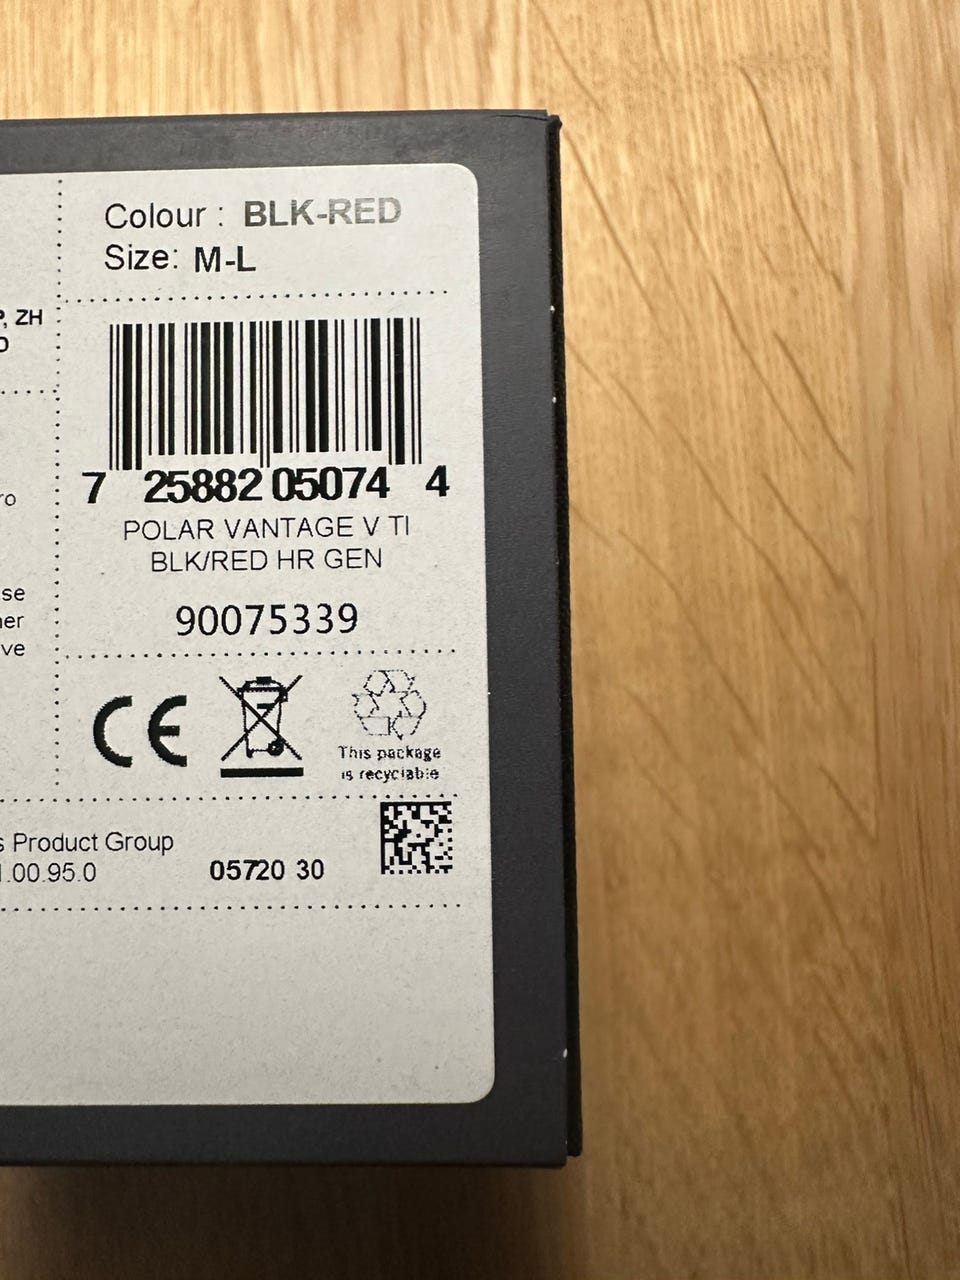 Colour : BLK-RED
Size: M-L
P, ZH
O
7 25882 05074 4
POLAR VANTAGE V TI
BLK/RED HR GEN
90075339
ro
se
ner
ve
CE
This package
is recyclable
s Product Group
1.00.95.0
05720 30